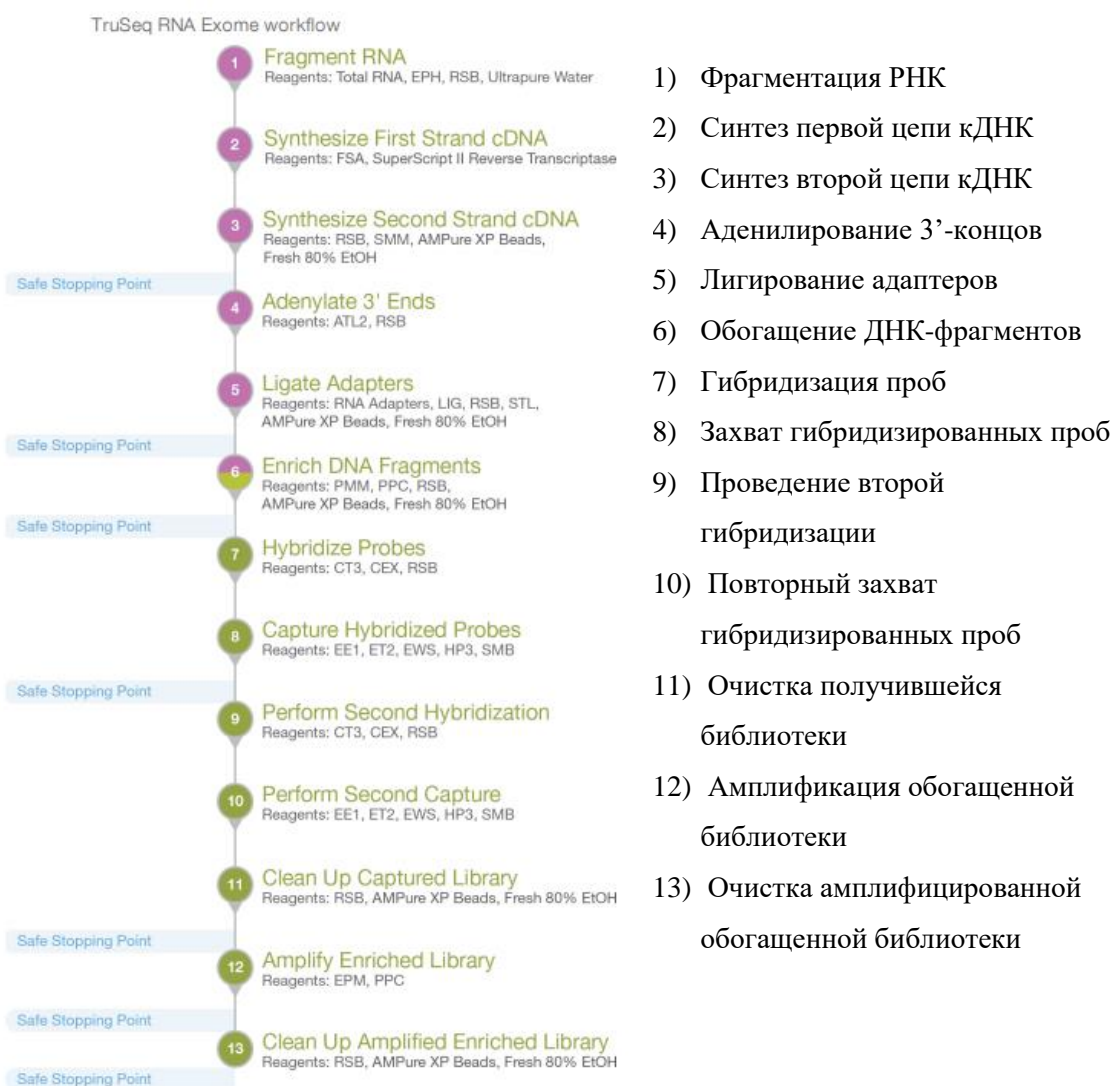 TruSeq RNA Exome workflow
1
Fragment RNA
Reagents: Total RNA, EPH, RSB, Ultrapure Water
2
Synthesize First Strand cDNA
Reagents: FSA, SuperScript II Reverse Transcriptase
3
Synthesize Second Strand cDNA
Reagents: RSB, SMM, AMPure XP Beads,
Fresh 80% EtOH
Safe Stopping Point
4
Adenylate 3' Ends
Reagents: ATL2, RSB
5
Ligate Adapters
Reagents: RNA Adapters, LIG, RSB, STL,
AMPure XP Beads, Fresh 80% EtOH
Safe Stopping Point
6
Enrich DNA Fragments
Reagents: PMM, PPC, RSB,
AMPure XP Beads, Fresh 80% EtOH
Safe Stopping Point
7
Hybridize Probes
Reagents: CT3, CEX, RSB
8
Capture Hybridized Probes
Reagents: EE1, ET2, EWS, HP3, SMB
Safe Stopping Point
9
Perform Second Hybridization
Reagents: CT3, CEX, RSB
10
Perform Second Capture
Reagents: EE1, ET2, EWS, HP3, SMB
11
Clean Up Captured Library
Reagents: RSB, AMPure XP Beads, Fresh 80% EtOH
Safe Stopping Point
12
Amplify Enriched Library
Reagents: EPM, PPC
Safe Stopping Point
13
Clean Up Amplified Enriched Library
Reagents: RSB, AMPure XP Beads, Fresh 80% EtOH
Safe Stopping Point
1) Фрагментация РНК
2) Синтез первой цепи кДНК
3) Синтез второй цепи кДНК
4) Аденилирование 3’-концов
5) Лигирование адаптеров
6) Обогащение ДНК-фрагментов
7) Гибридизация проб
8) Захват гибридизированных проб
9) Проведение второй
гибридизации
10) Повторный захват
гибридизированных проб
11) Очистка получившейся
библиотеки
12) Амплификация обогащенной
библиотеки
13) Очистка амплифицированной
обогащенной библиотеки